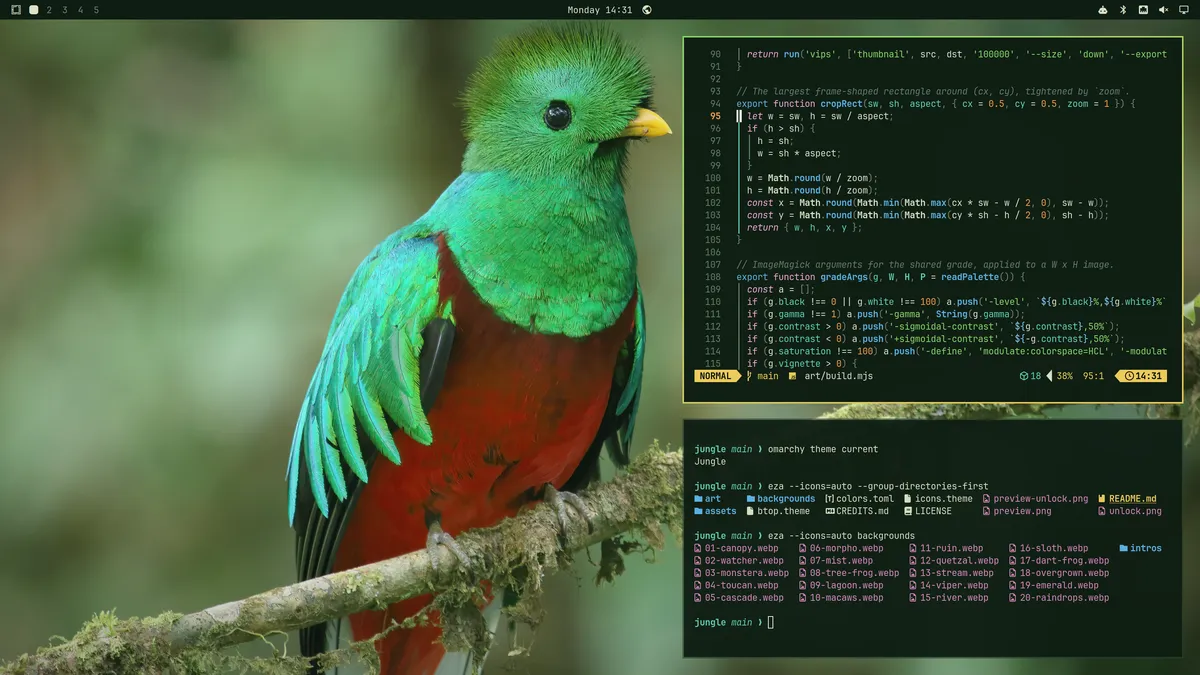 2 3 4 5
Monday 14:31
90 return run('vips', ['thumbnail', src, dst, '100000', '--size', 'down', '--export
91 }
92
93 // The largest frame-shaped rectangle around (cx, cy), tightened by `zoom`.
94 export function cropRect(sw, sh, aspect, { cx = 0.5, cy = 0.5, zoom = 1 }) {
95 let w = sw, h = sw / aspect;
96 if (h > sh) {
97 h = sh;
98 w = sh * aspect;
99 }
100 w = Math.round(w / zoom);
101 h = Math.round(h / zoom);
102 const x = Math.round(Math.min(Math.max(cx * sw - w / 2, 0), sw - w));
103 const y = Math.round(Math.min(Math.max(cy * sh - h / 2, 0), sh - h));
104 return { w, h, x, y };
105 }
106
107 // ImageMagick arguments for the shared grade, applied to a W x H image.
108 export function gradeArgs(g, W, H, P = readPalette()) {
109 const a = [];
110 if (g.black !== 0 || g.white !== 100) a.push('-level', `${g.black}%,${g.white}%`
111 if (g.gamma !== 1) a.push('-gamma', String(g.gamma));
112 if (g.contrast > 0) a.push('-sigmoidal-contrast', `${g.contrast},50%`);
113 if (g.contrast < 0) a.push('+sigmoidal-contrast', `${-g.contrast},50%`);
114 if (g.saturation !== 100) a.push('-define', 'modulate:colorspace=HCL', '-modulat
115 if (g.vignette > 0) {
NORMAL main art/build.mjs 18 38% 95:1 14:31
jungle main ❯ omarchy theme current
Jungle
jungle main ❯ eza --icons=auto --group-directories-first
art backgrounds colors.toml icons.theme preview-unlock.png README.md
assets btop.theme CREDITS.md LICENSE preview.png unlock.png
jungle main ❯ eza --icons=auto backgrounds
01-canopy.webp 06-morpho.webp 11-ruin.webp 16-sloth.webp intros
02-watcher.webp 07-mist.webp 12-quetzal.webp 17-dart-frog.webp
03-monstera.webp 08-tree-frog.webp 13-stream.webp 18-overgrown.webp
04-toucan.webp 09-lagoon.webp 14-viper.webp 19-emerald.webp
05-cascade.webp 10-macaws.webp 15-river.webp 20-raindrops.webp
jungle main ❯